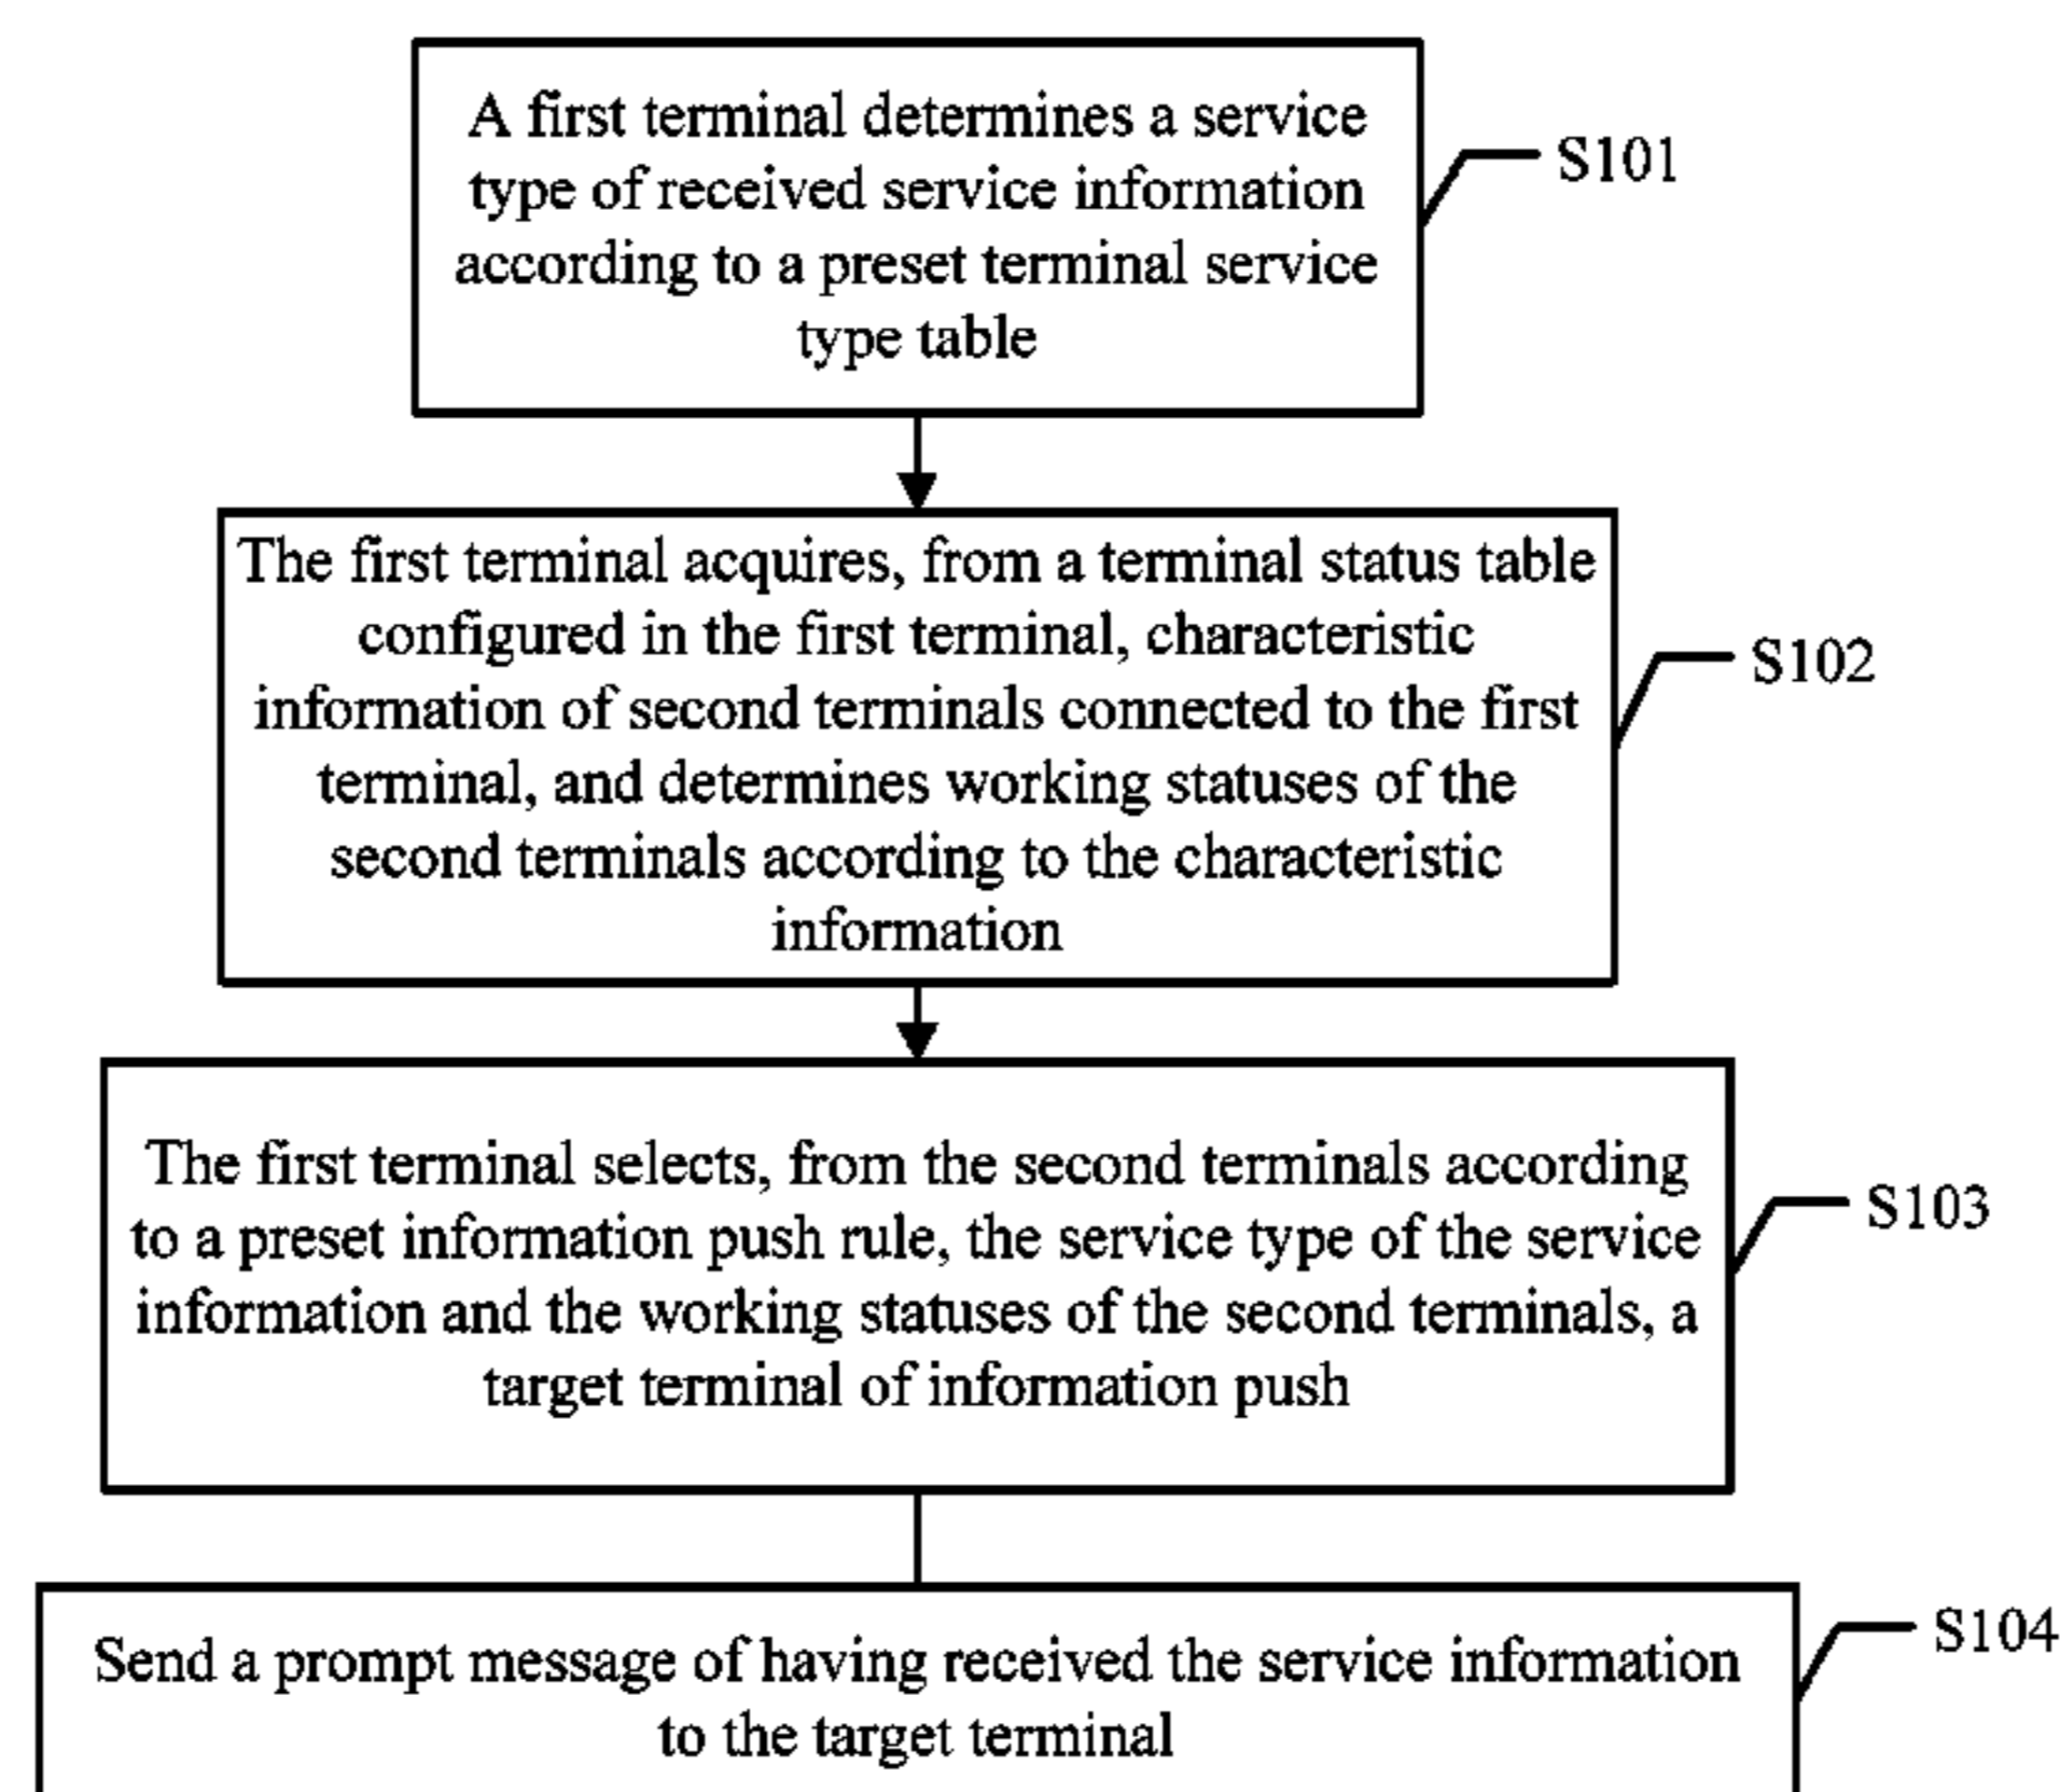 A first terminal determines a service
type of received service information
according to a preset terminal service
type table
S101
The first terminal acquires, from a terminal status table
configured in the first terminal, characteristic
information of second terminals connected to the first
terminal, and determines working statuses of the
second terminals according to the characteristic
information
S102
The first terminal selects, from the second terminals according
to a preset information push rule, the service type of the service
information and the working statuses of the second terminals, a
target terminal of information push
S103
Send a prompt message of having received the service information
to the target terminal
S104